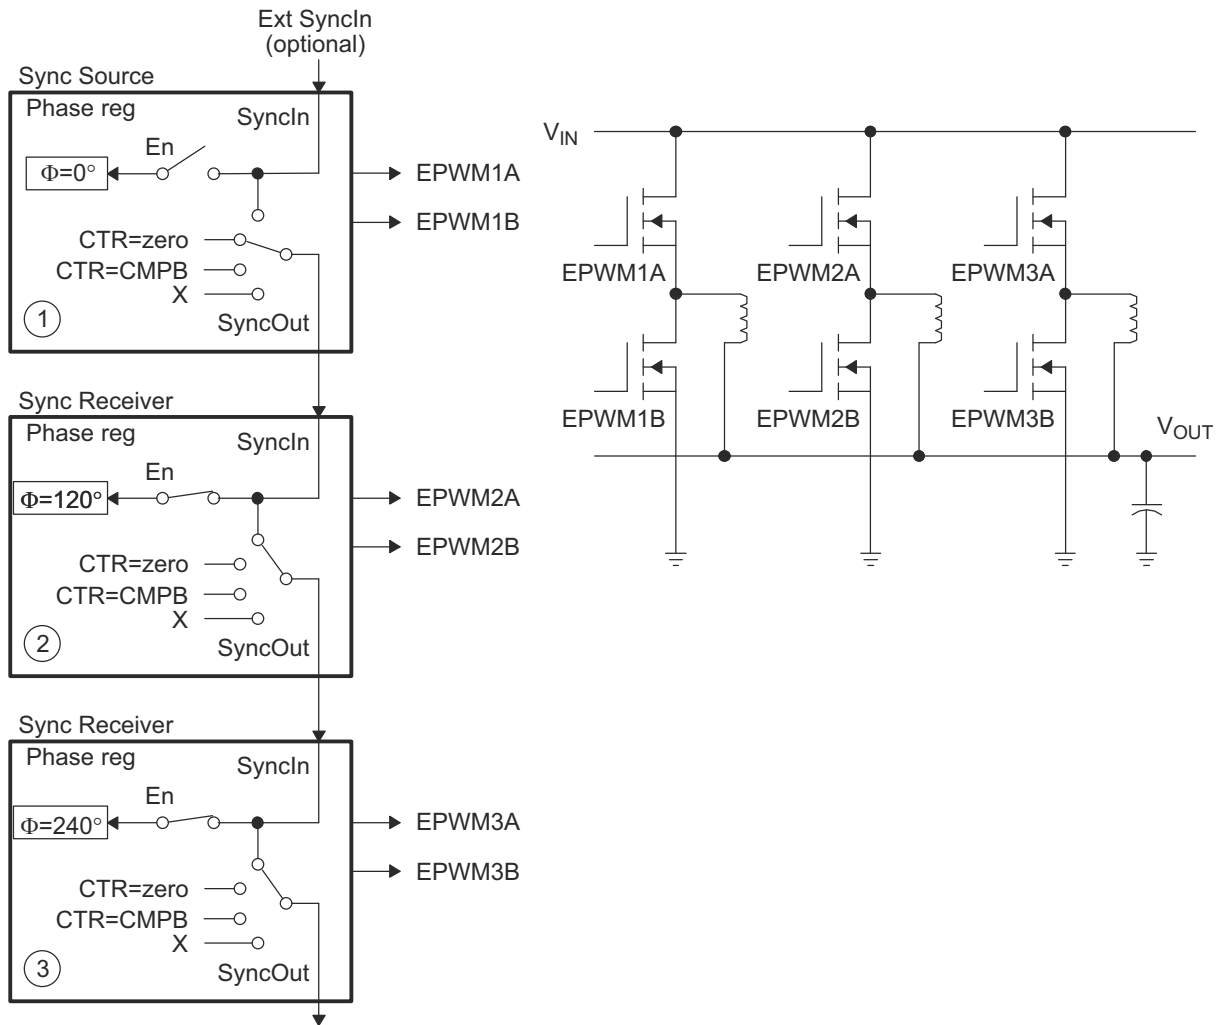 Ext SyncIn
(optional)
Sync Source
Phase reg
SyncIn
En
Φ=0°
EPWM1A
EPWM1B
CTR=zero
CTR=CMPB
X
1
SyncOut
Sync Receiver
Phase reg
SyncIn
En
Φ=120°
EPWM2A
EPWM2B
CTR=zero
CTR=CMPB
X
2
SyncOut
Sync Receiver
Phase reg
SyncIn
En
Φ=240°
EPWM3A
EPWM3B
CTR=zero
CTR=CMPB
X
3
SyncOut
VIN
EPWM1A
EPWM2A
EPWM3A
EPWM1B
EPWM2B
EPWM3B
VOUT